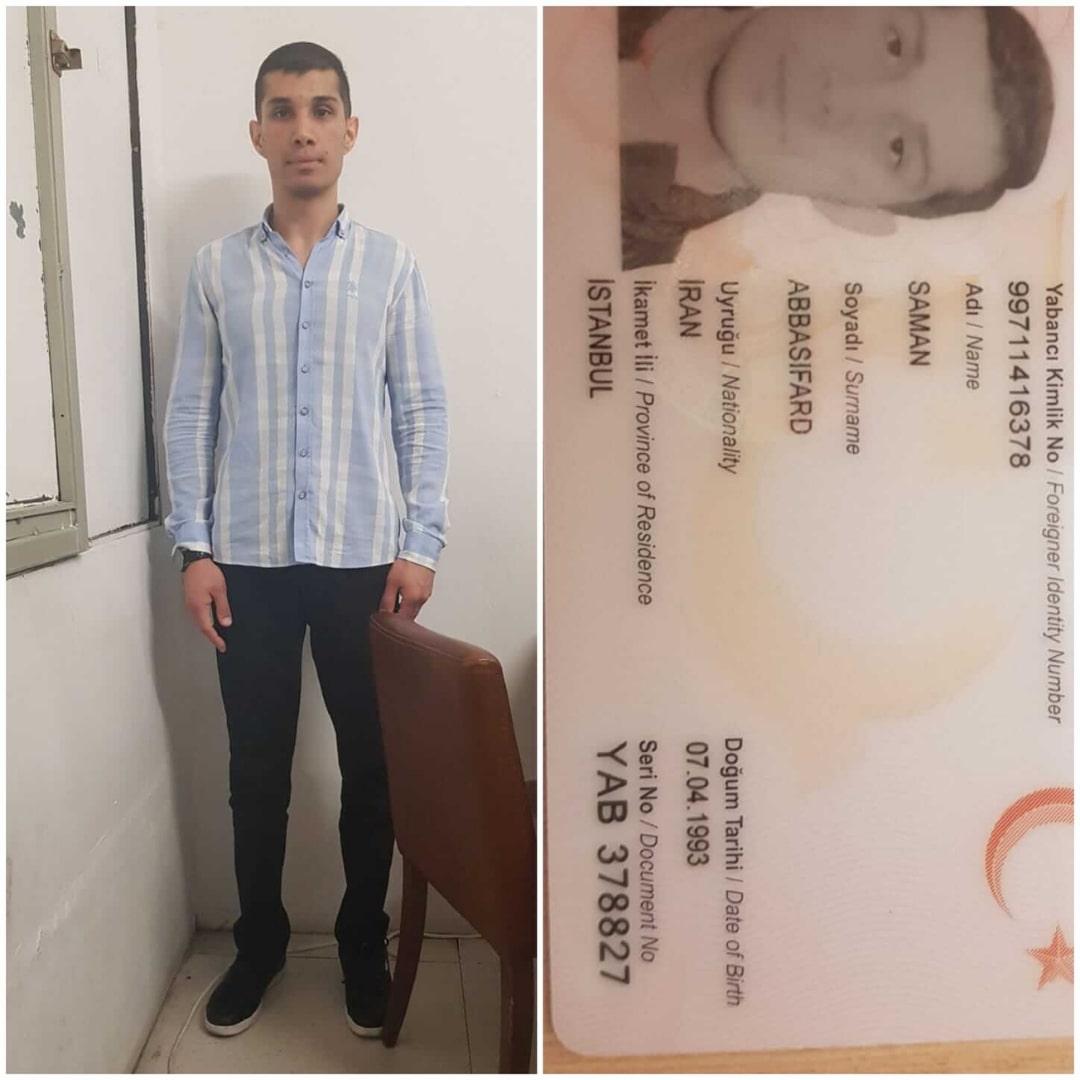 Yabancı Kimlik No / Foreigner Identity Number
99711416378
Adı / Name
SAMAN
Soyadı / Surname
ABBASIFARD
Uyruğu / Nationality
İRAN
İkamet İli / Province of Residence
İSTANBUL
Doğum Tarihi / Date of Birth
07.04.1993
Seri No / Document No
YAB 378827